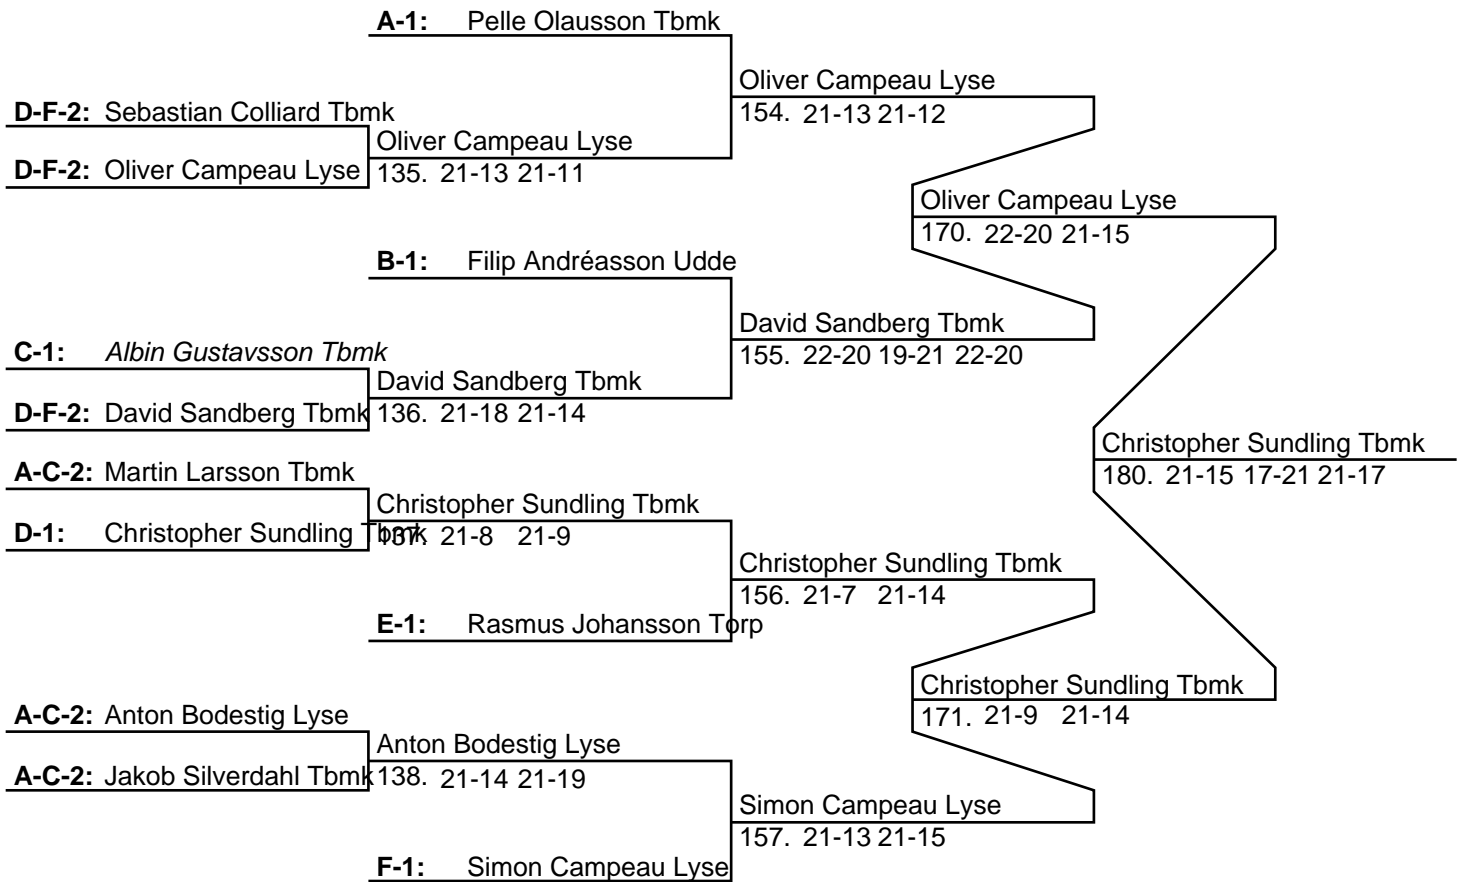 A-1: Pelle Olausson Tbmk
Oliver Campeau Lyse
154. 21-13 21-12
D-F-2: Sebastian Colliard Tbmk
Oliver Campeau Lyse
135. 21-13 21-11
D-F-2: Oliver Campeau Lyse
Oliver Campeau Lyse
170. 22-20 21-15
B-1: Filip Andréasson Udde
David Sandberg Tbmk
155. 22-20 19-21 22-20
C-1: Albin Gustavsson Tbmk
David Sandberg Tbmk
136. 21-18 21-14
D-F-2: David Sandberg Tbmk
Christopher Sundling Tbmk
180. 21-15 17-21 21-17
A-C-2: Martin Larsson Tbmk
Christopher Sundling Tbmk
137. 21-8 21-9
D-1: Christopher Sundling Tbmk
Christopher Sundling Tbmk
156. 21-7 21-14
E-1: Rasmus Johansson Torp
Christopher Sundling Tbmk
171. 21-9 21-14
A-C-2: Anton Bodestig Lyse
Anton Bodestig Lyse
138. 21-14 21-19
A-C-2: Jakob Silverdahl Tbmk
Simon Campeau Lyse
157. 21-13 21-15
F-1: Simon Campeau Lyse